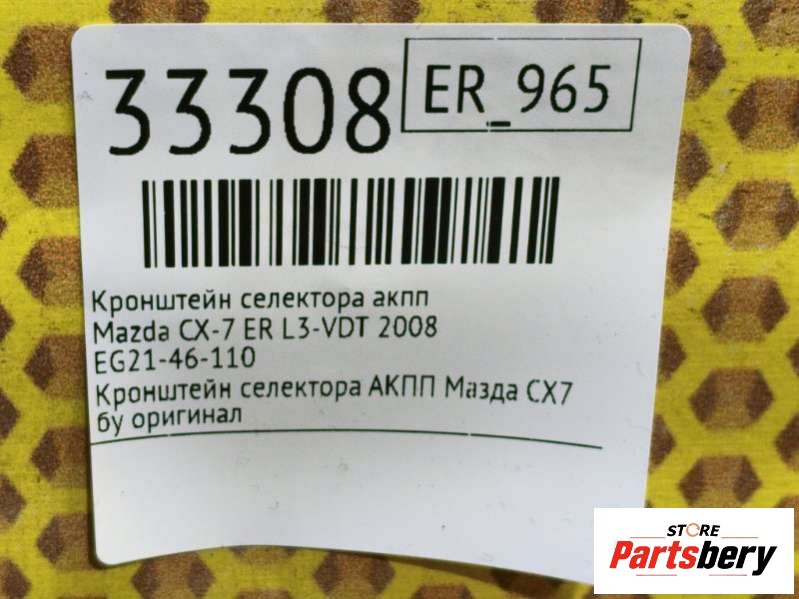 33308
ER_965
Кронштейн селектора акпп
Mazda CX-7 ER L3-VDT 2008
EG21-46-110
Кронштейн селектора АКПП Мазда CX7
бу оригинал
STORE
Partsbery